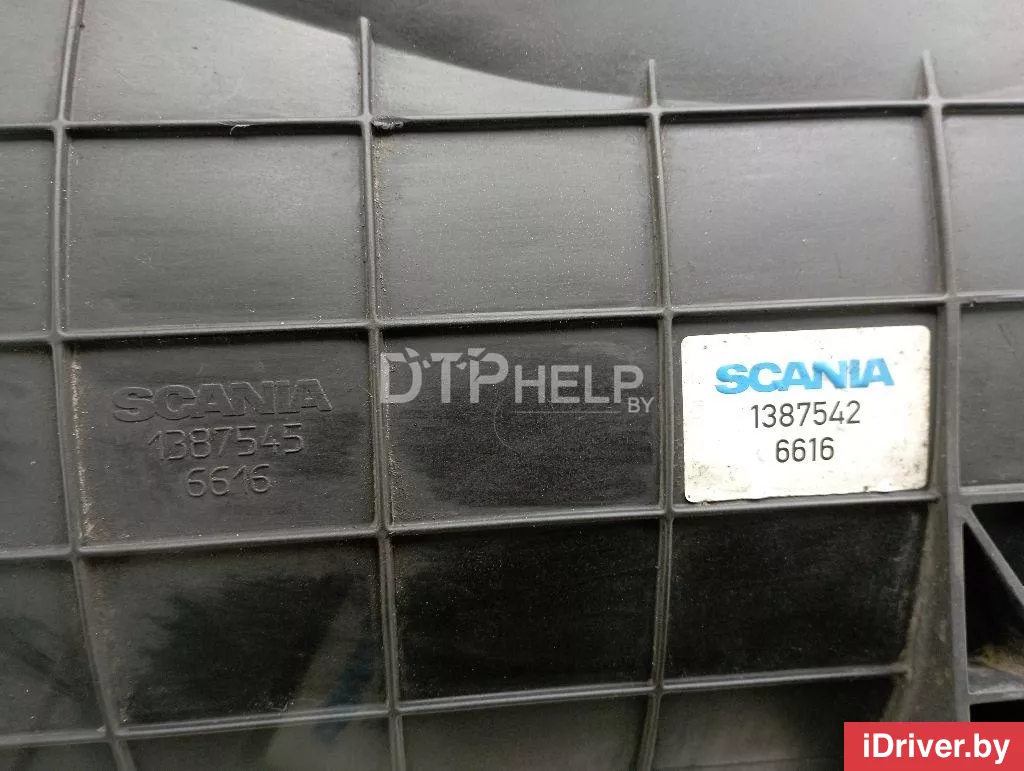 SCANIA
1387545
6616
DTPHELP
BY
SCANIA
1387542
6616
iDriver.by